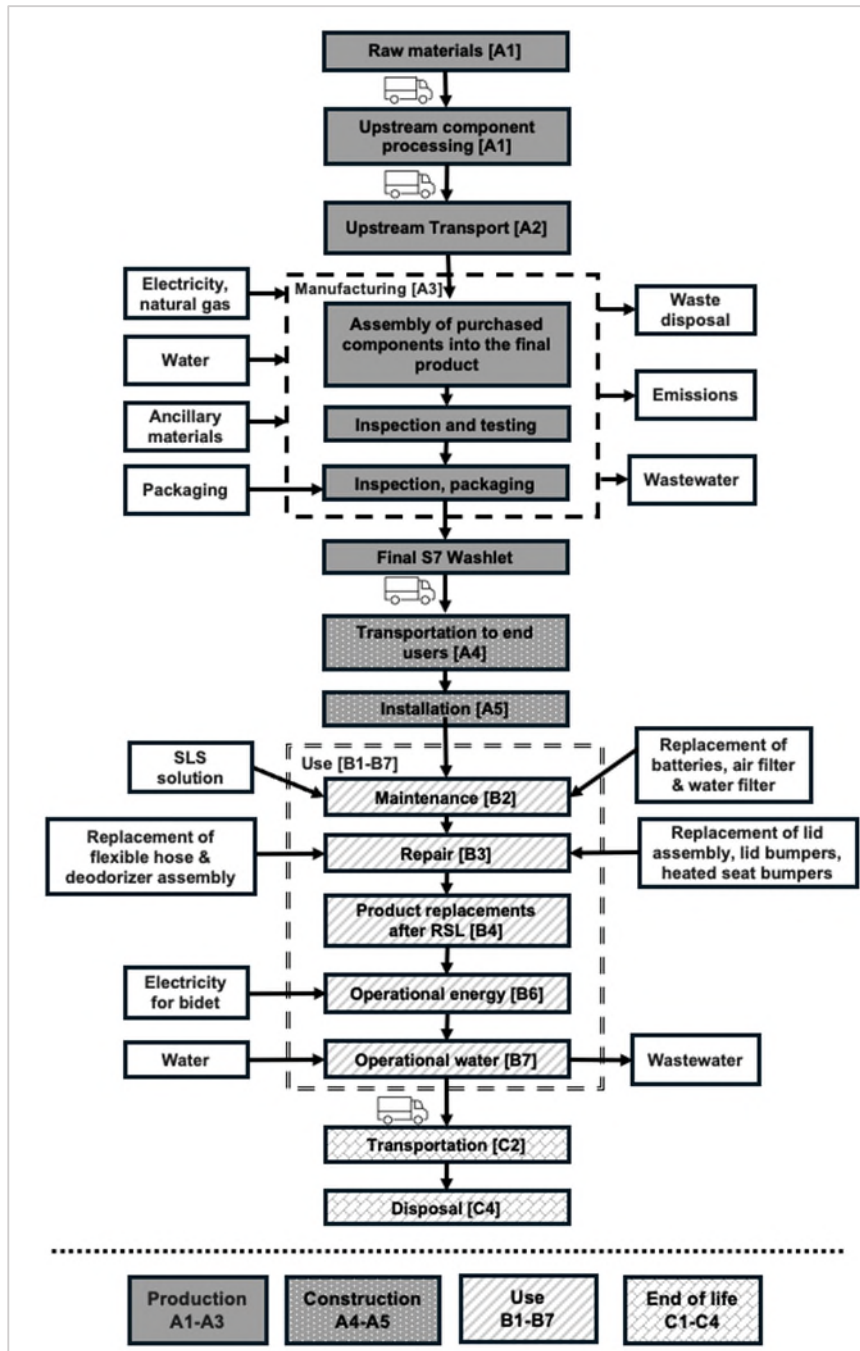 Raw materials [A1]
Upstream component
processing [A1]
Upstream Transport [A2]
Electricity,
natural gas
Manufacturing [A3]
Waste
disposal
Assembly of purchased
components into the final
product
Water
Emissions
Ancillary
materials
Inspection and testing
Packaging
Inspection, packaging
Wastewater
Final S7 Washlet
Transportation to end
users [A4]
Installation [A5]
SLS
solution
Use [B1-B7]
Maintenance [B2]
Replacement of
batteries, air filter
& water filter
Replacement of
flexible hose &
deodorizer assembly
Repair [B3]
Replacement of lid
assembly, lid bumpers,
heated seat bumpers
Product replacements
after RSL [B4]
Electricity
for bidet
Operational energy [B6]
Water
Operational water [B7]
Wastewater
Transportation [C2]
Disposal [C4]
Production
A1-A3
Construction
A4-A5
Use
B1-B7
End of life
C1-C4